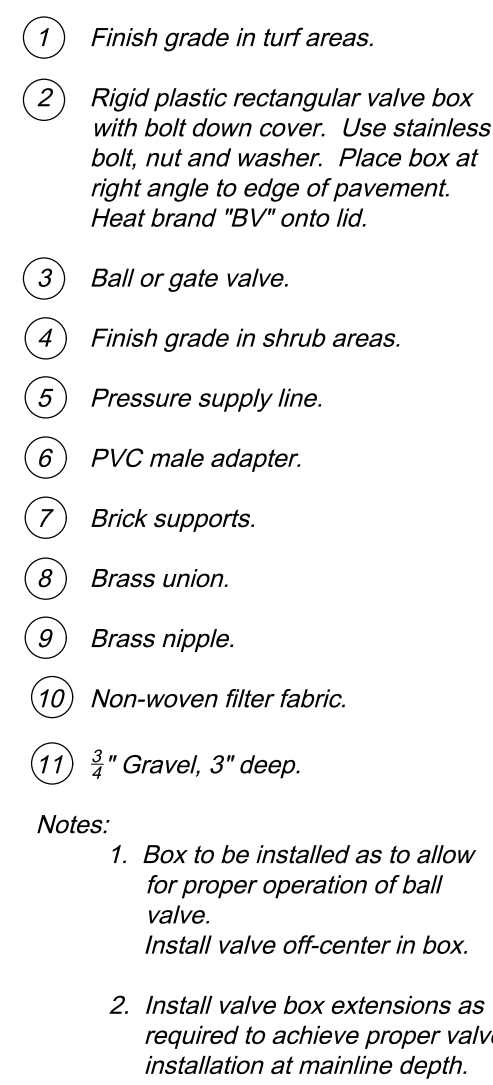 1 Finish grade in turf areas.
2 Rigid plastic rectangular valve box
with bolt down cover. Use stainless
bolt, nut and washer. Place box at
right angle to edge of pavement.
Heat brand "BV" onto lid.
3 Ball or gate valve.
4 Finish grade in shrub areas.
5 Pressure supply line.
6 PVC male adapter.
7 Brick supports.
8 Brass union.
9 Brass nipple.
10 Non-woven filter fabric.
11 3/4" Gravel, 3" deep.
Notes:
1. Box to be installed as to allow
for proper operation of ball
valve.
Install valve off-center in box.
2. Install valve box extensions as
required to achieve proper valve
installation at mainline depth.